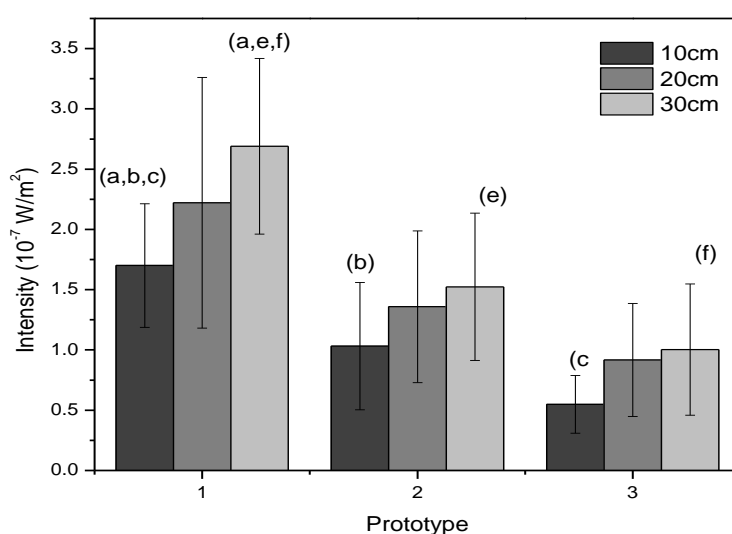 (a,e,f)
10cm
20cm
30cm
(a,b,c)
(e)
(b)
(f)
(c
3.5
3.0
2.5
2.0
1.5
1.0
0.5
0.0
Intensity (10⁻⁷ W/m²)
1 2 3
Prototype